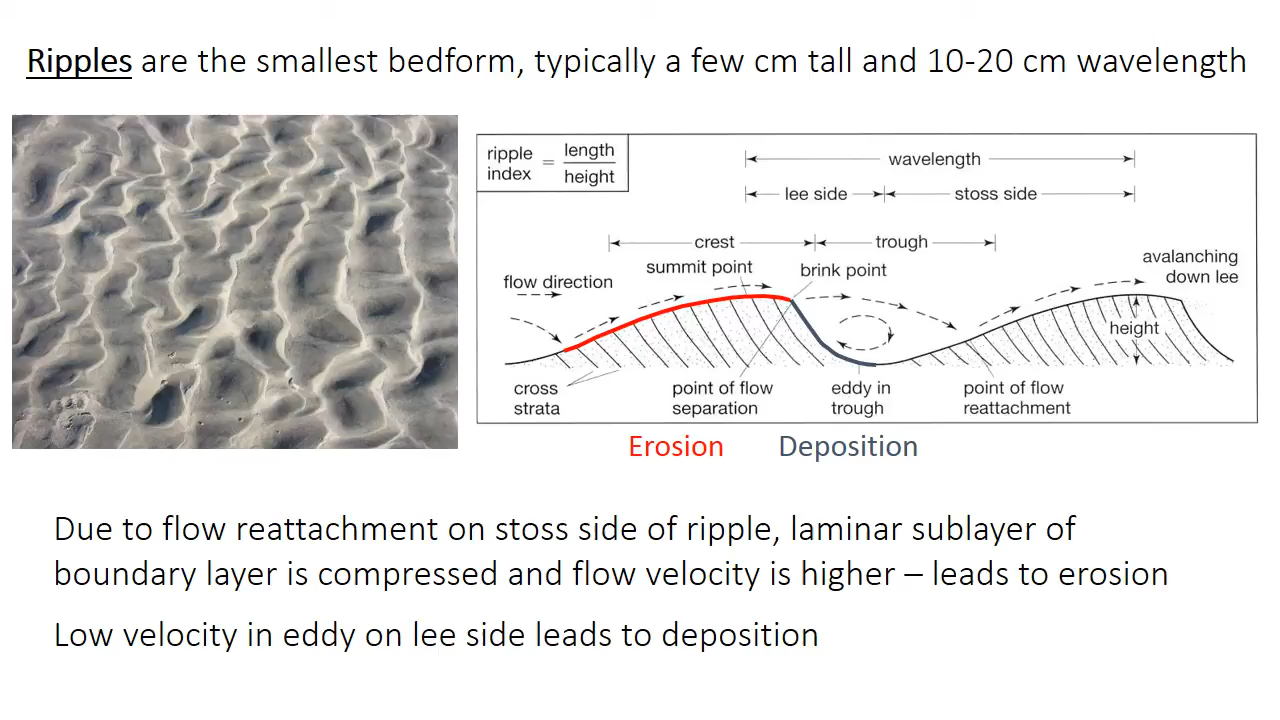 Ripples are the smallest bedform, typically a few cm tall and 10-20 cm wavelength
ripple index = length / height
wavelength
lee side
stoss side
crest
trough
summit point
brink point
avalanching
down lee
flow direction
height
cross
strata
point of flow
separation
eddy in
trough
point of flow
reattachment
Erosion
Deposition
Due to flow reattachment on stoss side of ripple, laminar sublayer of
boundary layer is compressed and flow velocity is higher – leads to erosion
Low velocity in eddy on lee side leads to deposition